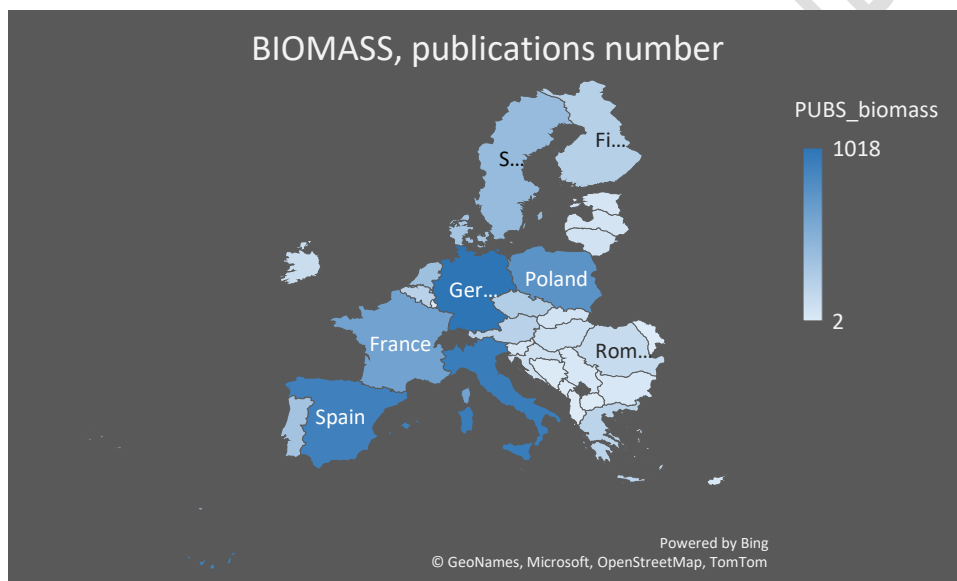 BIOMASS, publications number
PUBS_biomass
1018
2
Fi...
S...
Poland
Ger...
France
Rom...
Spain
Powered by Bing
© GeoNames, Microsoft, OpenStreetMap, TomTom